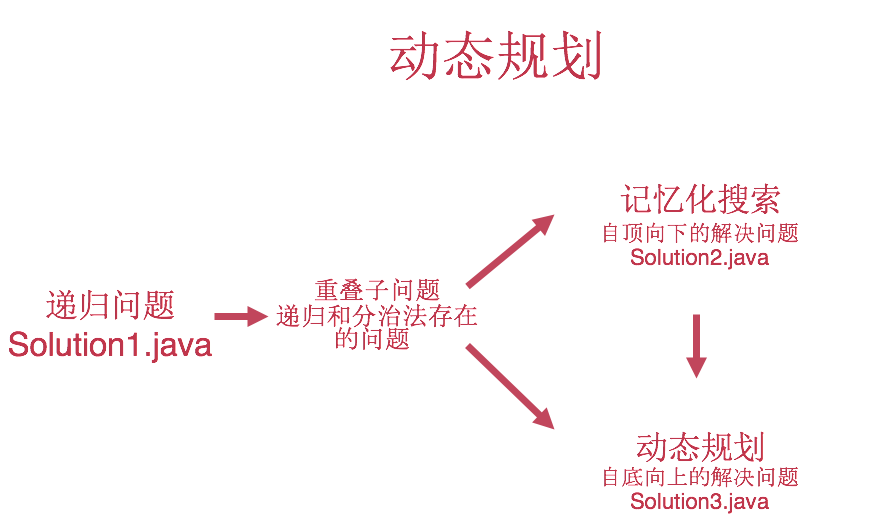 动态规划
递归问题
Solution1.java
重叠子问题
递归和分治法存在
的问题
记忆化搜索
自顶向下的解决问题
Solution2.java
动态规划
自底向上的解决问题
Solution3.java